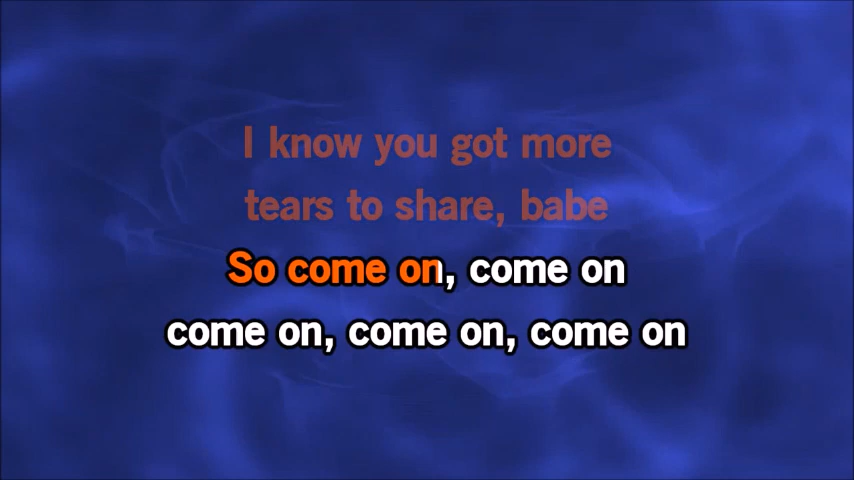 I know you got more
tears to share, babe
So come on, come on
come on, come on, come on